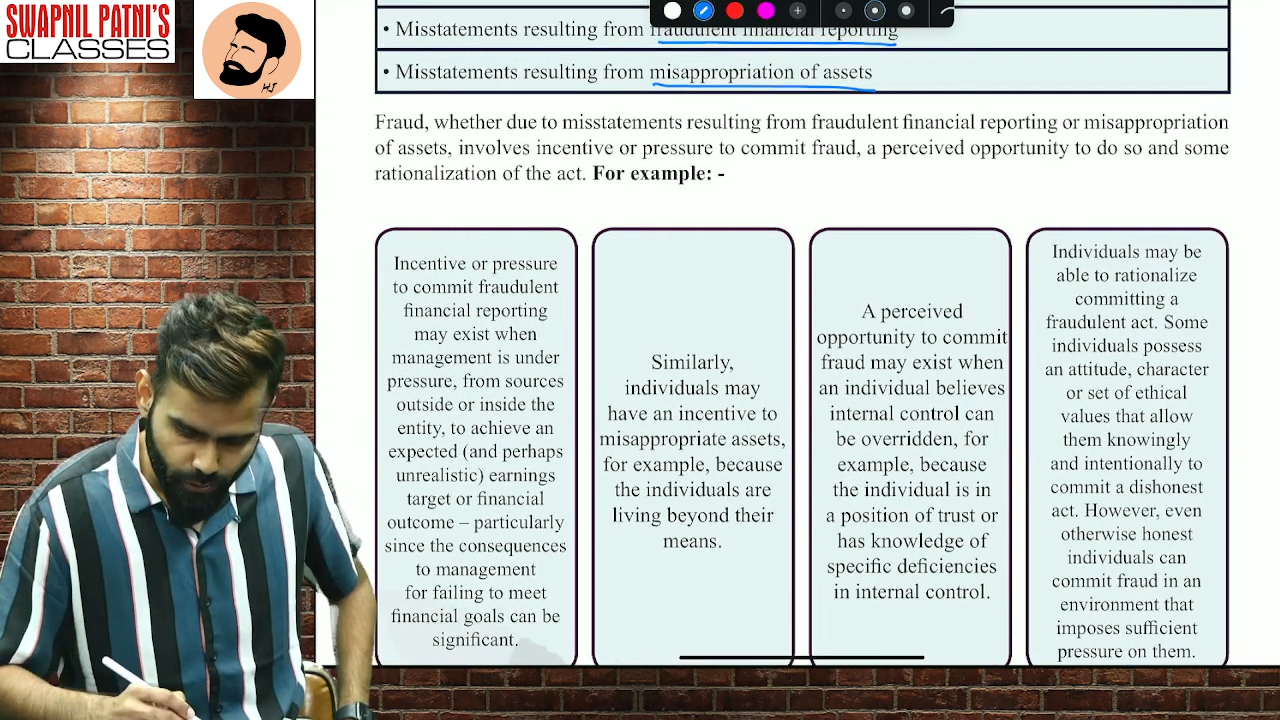 SWAPNIL PATNI'S
CLASSES
HJ
• Misstatements resulting from fraudulent financial reporting
• Misstatements resulting from misappropriation of assets
Fraud, whether due to misstatements resulting from fraudulent financial reporting or misappropriation
of assets, involves incentive or pressure to commit fraud, a perceived opportunity to do so and some
rationalization of the act. For example: -
Incentive or pressure
to commit fraudulent
financial reporting
may exist when
management is under
pressure, from sources
outside or inside the
entity, to achieve an
expected (and perhaps
unrealistic) earnings
target or financial
outcome – particularly
since the consequences
to management
for failing to meet
financial goals can be
significant.
Similarly,
individuals may
have an incentive to
misappropriate assets,
for example, because
the individuals are
living beyond their
means.
A perceived
opportunity to commit
fraud may exist when
an individual believes
internal control can
be overridden, for
example, because
the individual is in
a position of trust or
has knowledge of
specific deficiencies
in internal control.
Individuals may be
able to rationalize
committing a
fraudulent act. Some
individuals possess
an attitude, character
or set of ethical
values that allow
them knowingly
and intentionally to
commit a dishonest
act. However, even
otherwise honest
individuals can
commit fraud in an
environment that
imposes sufficient
pressure on them.